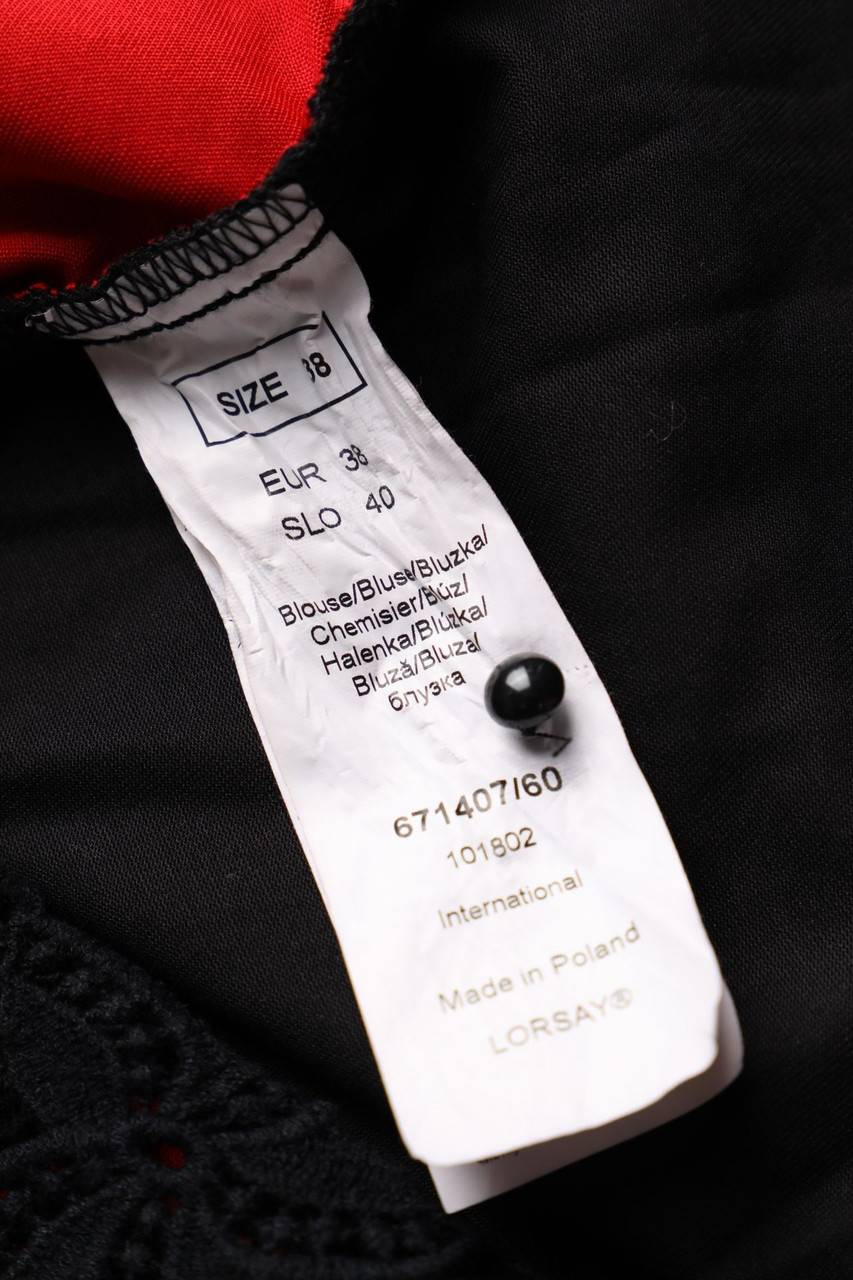 SIZE 38
EUR 38
SLO 40
Blouse/Bluse/Bluzka/
Chemisier/Blúz/
Halenka/Blúzka/
Bluză/Bluza/
блузка
671407/60
101802
International
Made in Poland
LORSAY®